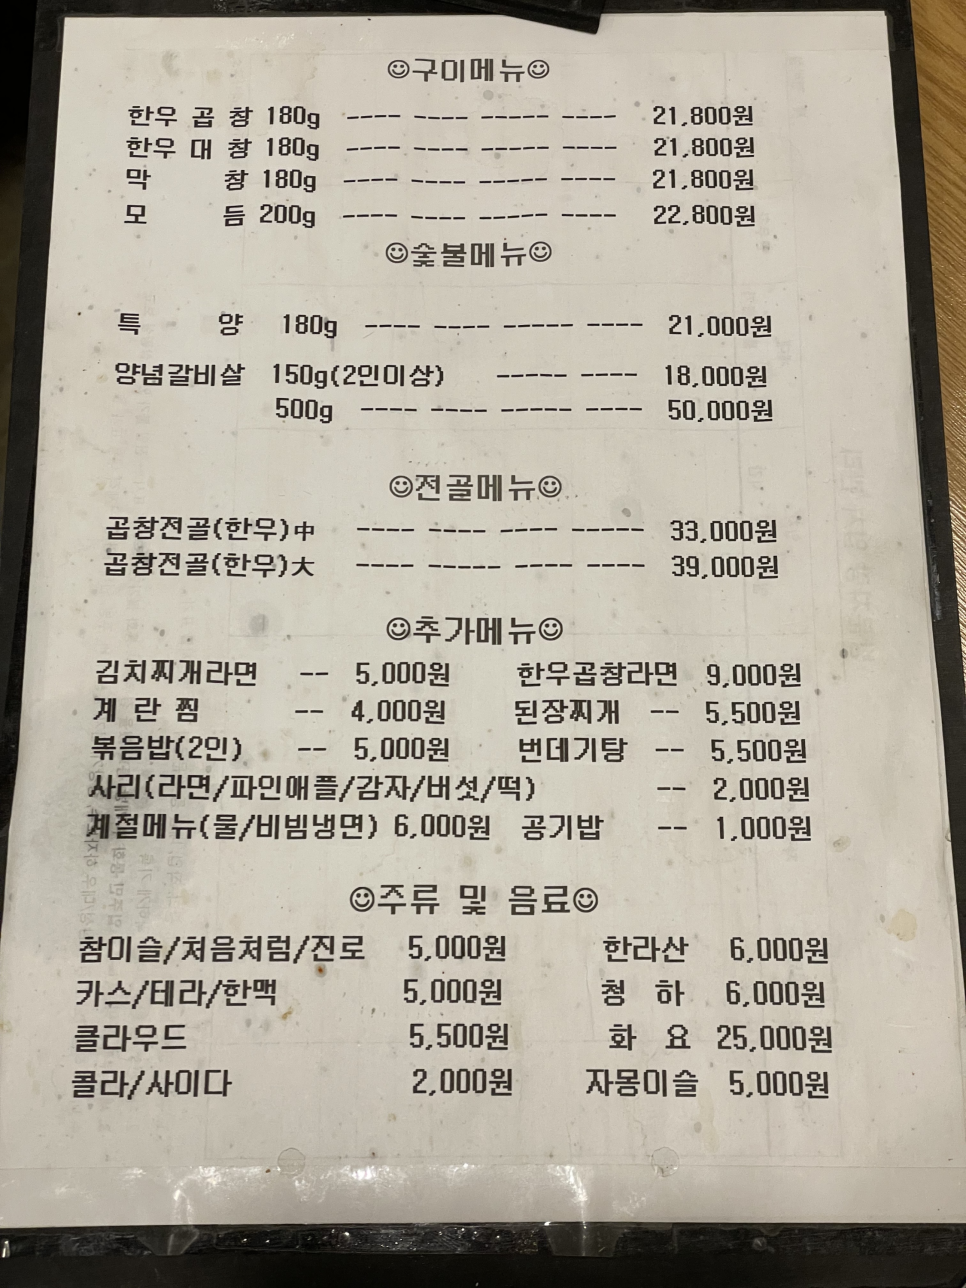 ☺구이메뉴☺
한우 곱 창 180g ---- ---- ----- ---- 21,800원
한우 대 창 180g ---- ---- ----- ---- 21,800원
막 창 180g ---- ---- ----- ---- 21,800원
모 듬 200g ---- ---- ----- ---- 22,800원
☺숯불메뉴☺
특 양 180g ---- ---- ----- ---- 21,000원
양념갈비살 150g(2인이상) ----- ---- 18,000원
500g ---- ---- ----- ---- 50,000원
☺전골메뉴☺
곱창전골(한우)中 ---- ---- ---- ----- 33,000원
곱창전골(한우)大 ---- ----- ---- ---- 39,000원
☺추가메뉴☺
김치찌개라면 -- 5,000원 한우곱창라면 9,000원
계 란 찜 -- 4,000원 된장찌개 -- 5,500원
볶음밥(2인) -- 5,000원 번데기탕 -- 5,500원
사리(라면/파인애플/감자/버섯/떡) -- 2,000원
계절메뉴(물/비빔냉면) 6,000원 공기밥 -- 1,000원
☺주류 및 음료☺
참이슬/처음처럼/진로 5,000원 한라산 6,000원
카스/테라/한맥 5,000원 청 하 6,000원
클라우드 5,500원 화 요 25,000원
콜라/사이다 2,000원 자몽이슬 5,000원